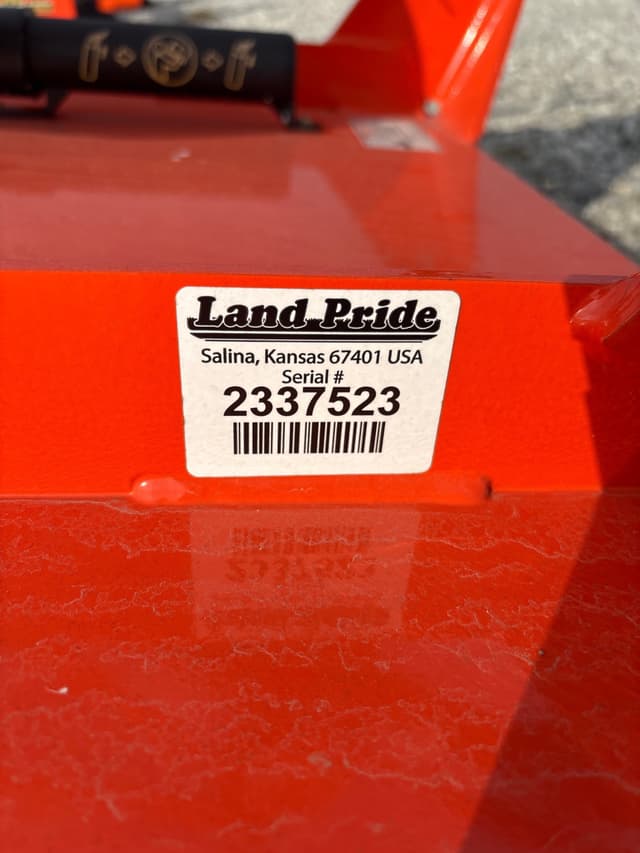 Land Pride
Salina, Kansas 67401 USA
Serial #
2337523